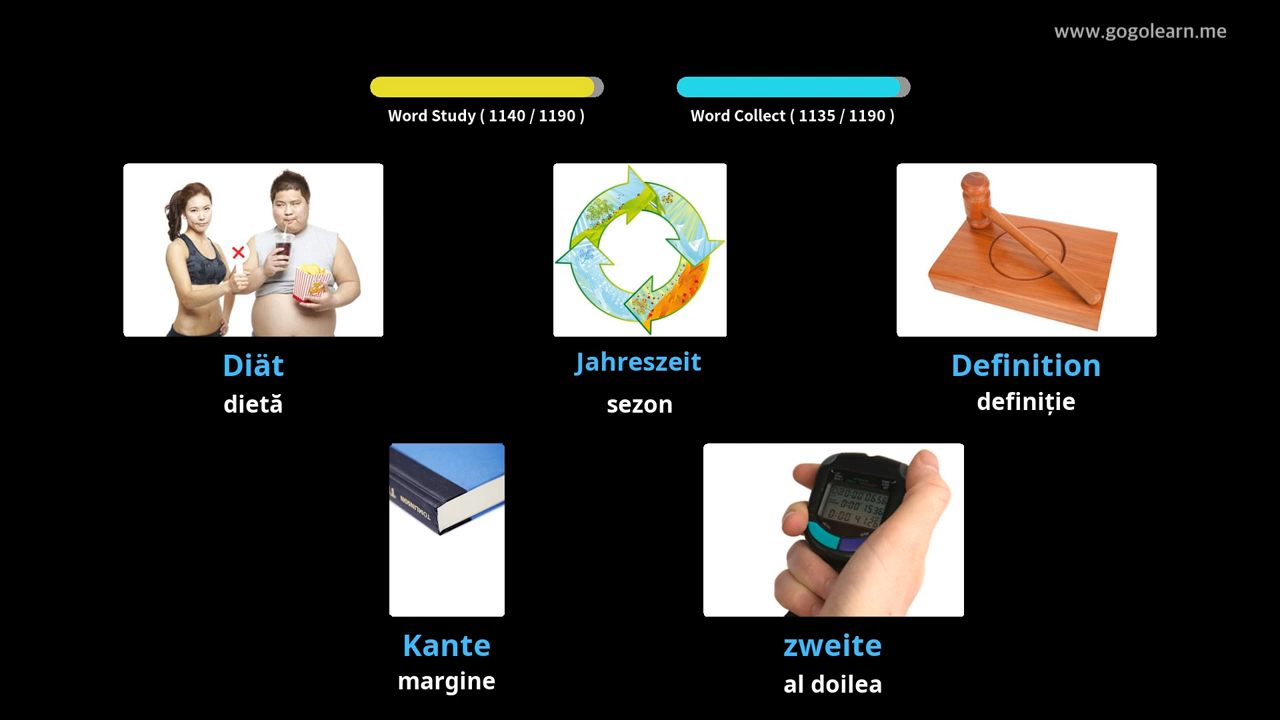 www.gogolearn.me
Word Study ( 1140 / 1190 )
Word Collect ( 1135 / 1190 )
Diät
dietă
Jahreszeit
sezon
Definition
definiție
TOMLINSON
Kante
margine
zweite
al doilea